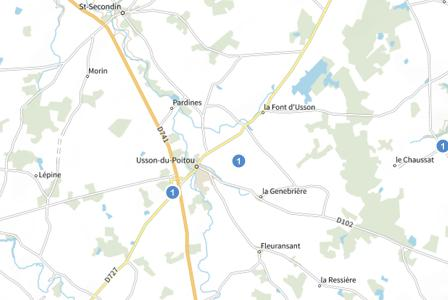 St-Secondin
Morin
Pardines
la Font d'Usson
D741
Usson-du-Poitou
1
1
le Chaussat
Lépine
1
la Genebrière
D102
Fleuransant
D727
la Ressière